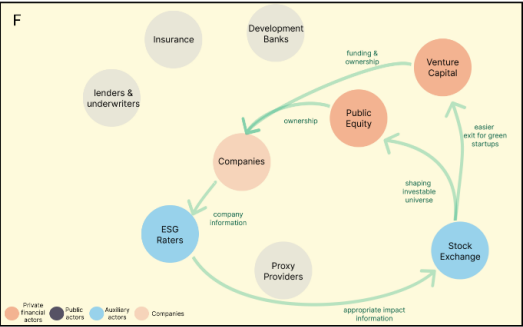 F
Insurance
Development
Banks
lenders &
underwriters
funding &
ownership
Venture
Capital
Public
Equity
ownership
easier
exit for green
startups
Companies
shaping
investable
universe
company
information
ESG
Raters
Stock
Exchange
Proxy
Providers
appropriate impact
information
Private
financial
actors
Public
actors
Auxiliary
actors
Companies